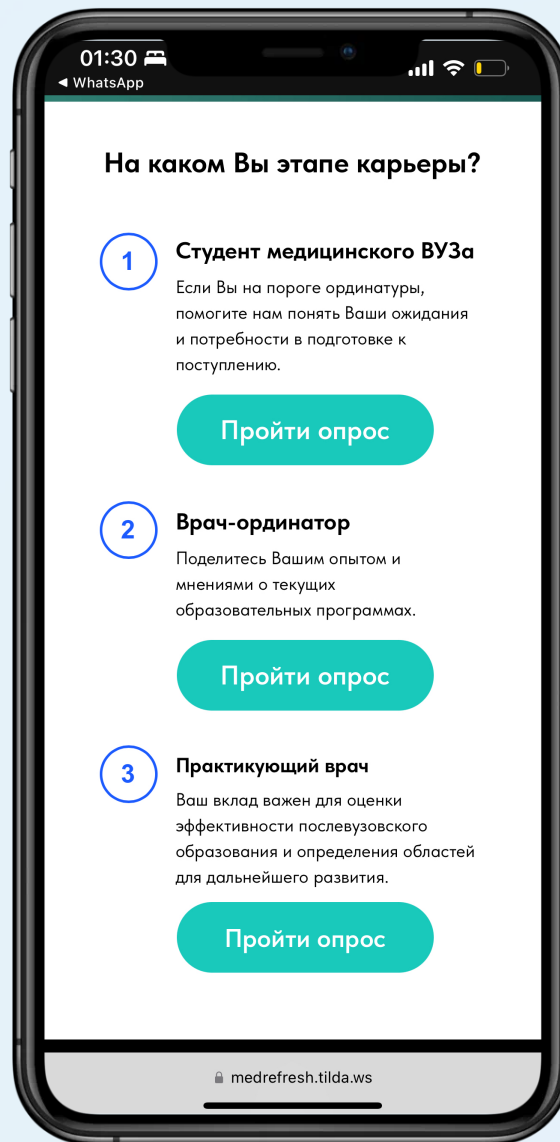 01:30
◀ WhatsApp
На каком Вы этапе карьеры?
1
Студент медицинского ВУЗа
Если Вы на пороге ординатуры,
помогите нам понять Ваши ожидания
и потребности в подготовке к
поступлению.
Пройти опрос
2
Врач-ординатор
Поделитесь Вашим опытом и
мнениями о текущих
образовательных программах.
Пройти опрос
3
Практикующий врач
Ваш вклад важен для оценки
эффективности послевузовского
образования и определения областей
для дальнейшего развития.
Пройти опрос
medrefresh.tilda.ws